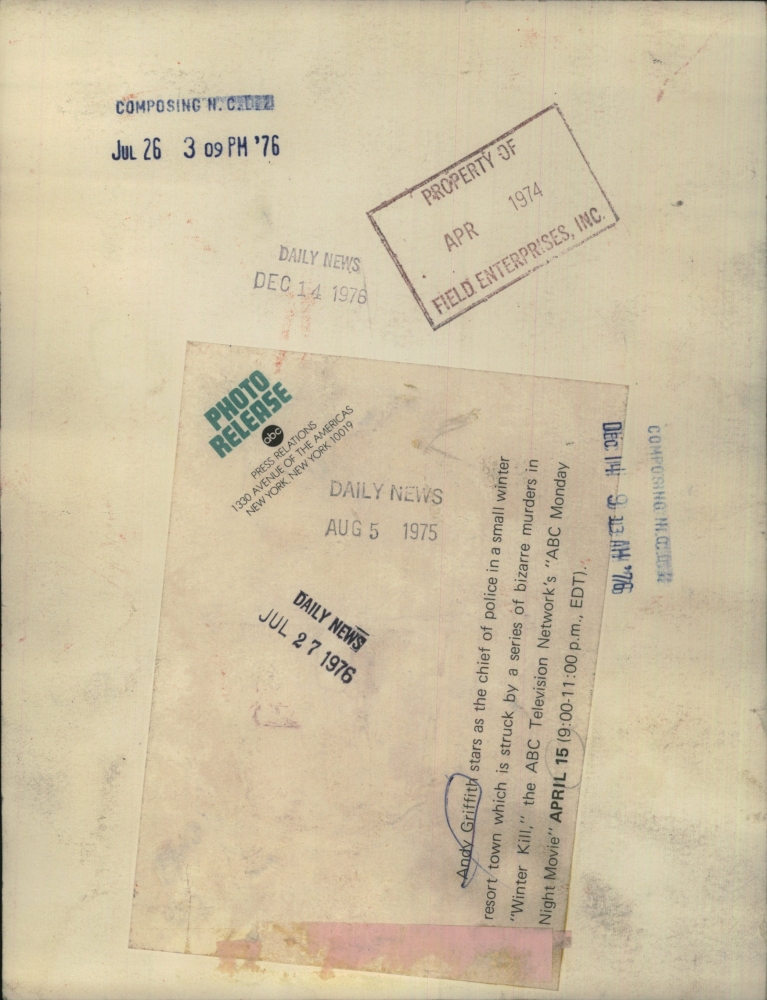 COMPOSING N. C.
JUL 26 3 09 PM '76
PROPERTY OF
APR 1974
FIELD ENTERPRISES, INC.
DAILY NEWS
DEC 14 1976
PHOTO
RELEASE
abc
PRESS RELATIONS
1330 AVENUE OF THE AMERICAS
NEW YORK, NEW YORK 10019
DAILY NEWS
AUG 5 1975
DAILY NEWS
JUL 27 1976
Andy Griffith stars as the chief of police in a small winter
resort town which is struck by a series of bizarre murders in
"Winter Kill," the ABC Television Network's "ABC Monday
Night Movie" APRIL 15 (9:00-11:00 p.m., EDT).
DEC 14 9 13 AM '76
COMPOSING N. C.